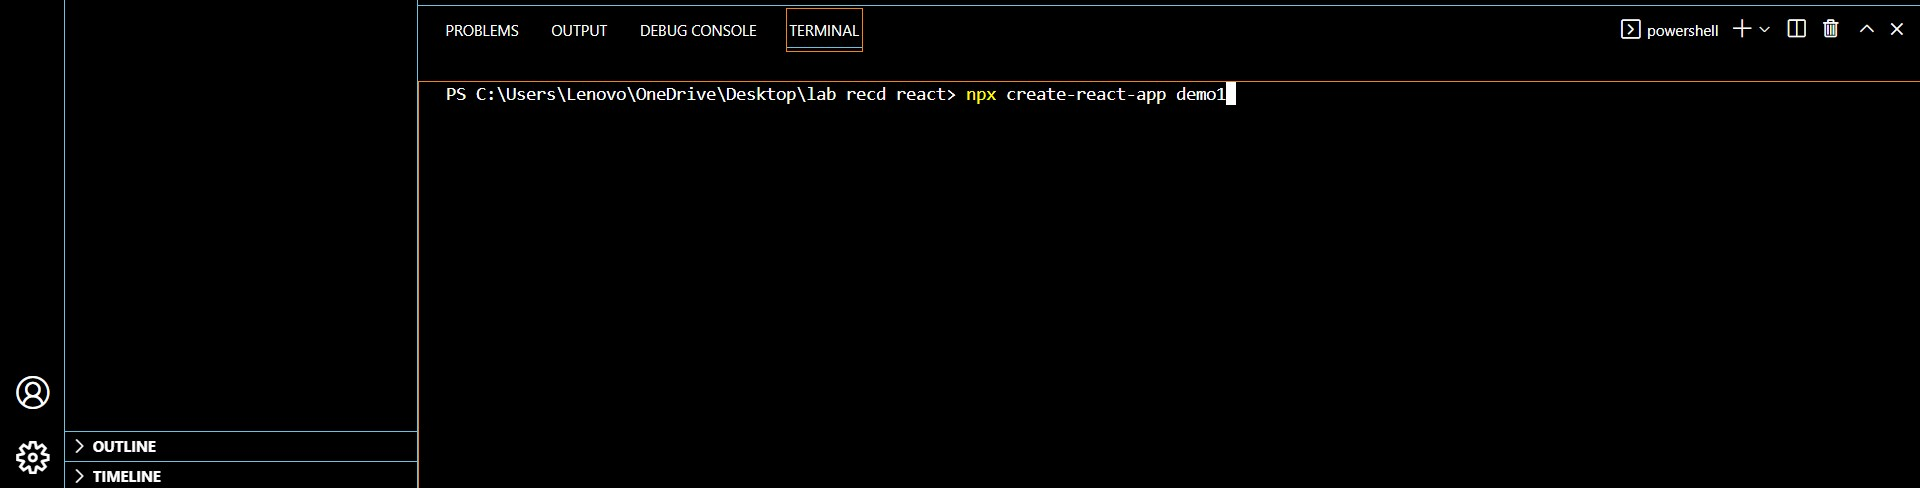 PROBLEMS OUTPUT DEBUG CONSOLE TERMINAL powershell
PS C:\Users\Lenovo\OneDrive\Desktop\lab recd react> npx create-react-app demo1
OUTLINE
TIMELINE